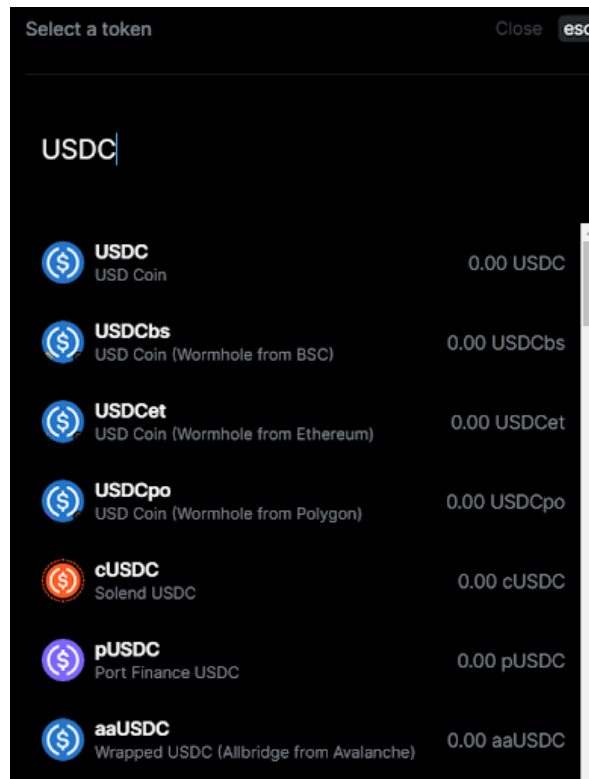 Select a token Close esc
USDC
USDC
USD Coin
0.00 USDC
USDCbs
USD Coin (Wormhole from BSC)
0.00 USDCbs
USDCet
USD Coin (Wormhole from Ethereum)
0.00 USDCet
USDCpo
USD Coin (Wormhole from Polygon)
0.00 USDCpo
cUSDC
Solend USDC
0.00 cUSDC
pUSDC
Port Finance USDC
0.00 pUSDC
aaUSDC
Wrapped USDC (Allbridge from Avalanche)
0.00 aaUSDC